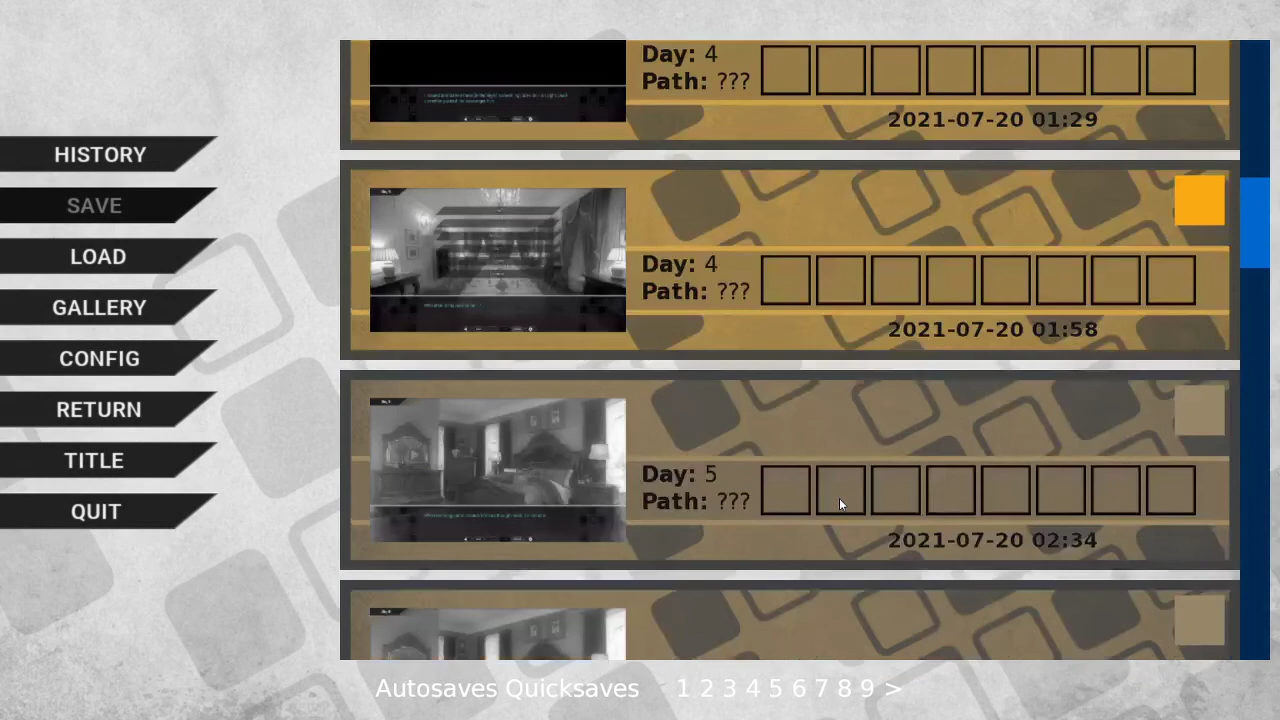 HISTORY
SAVE
LOAD
GALLERY
CONFIG
RETURN
TITLE
QUIT
Day: 4
Path: ???
2021-07-20 01:29
Day: 4
Path: ???
2021-07-20 01:58
Day: 5
Path: ???
2021-07-20 02:34
Autosaves Quicksaves 1 2 3 4 5 6 7 8 9 >